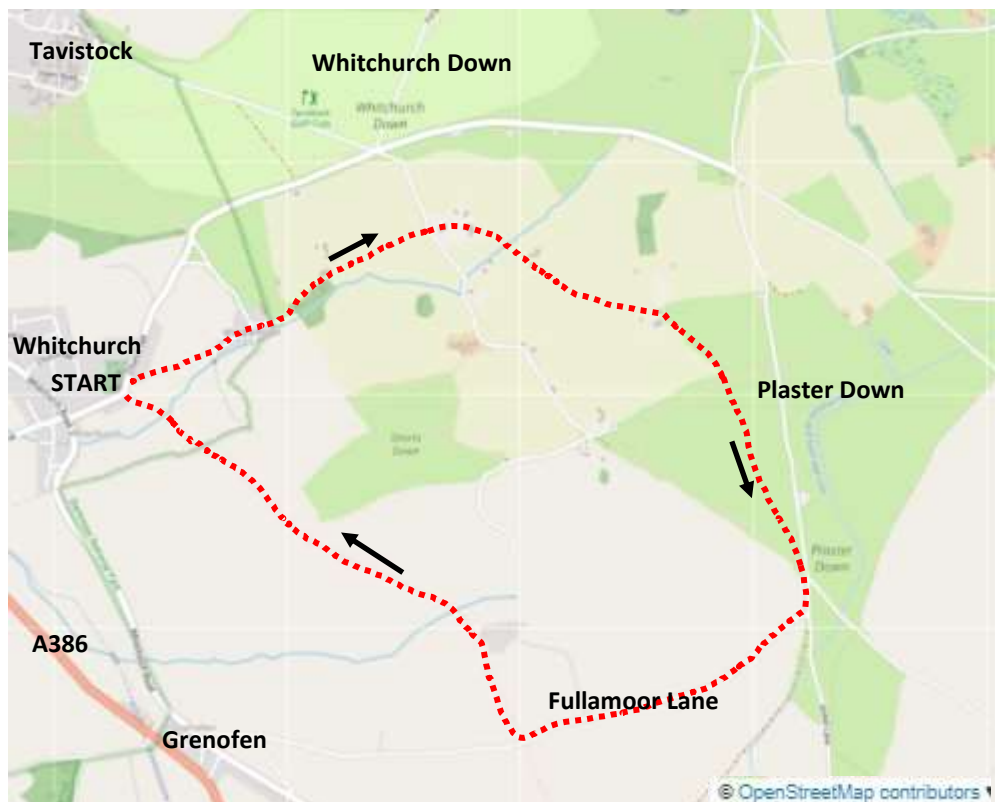 Tavistock
Whitchurch Down
Whitchurch
Down
Whitchurch
START
Plaster Down
Plaster
Down
A386
Fullamoor Lane
Grenofen
© OpenStreetMap contributors